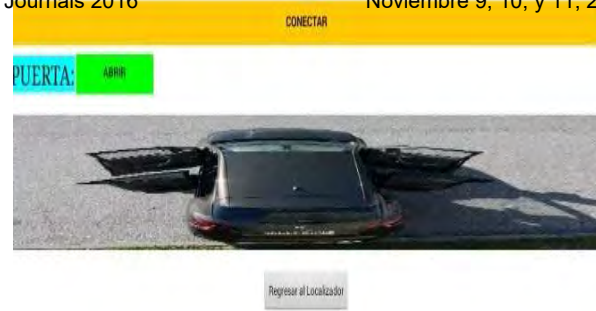 Journals 2016 Noviembre 9, 10, y 11, 2
CONECTAR
PUERTA: ABRIR
Regresar al Localizador